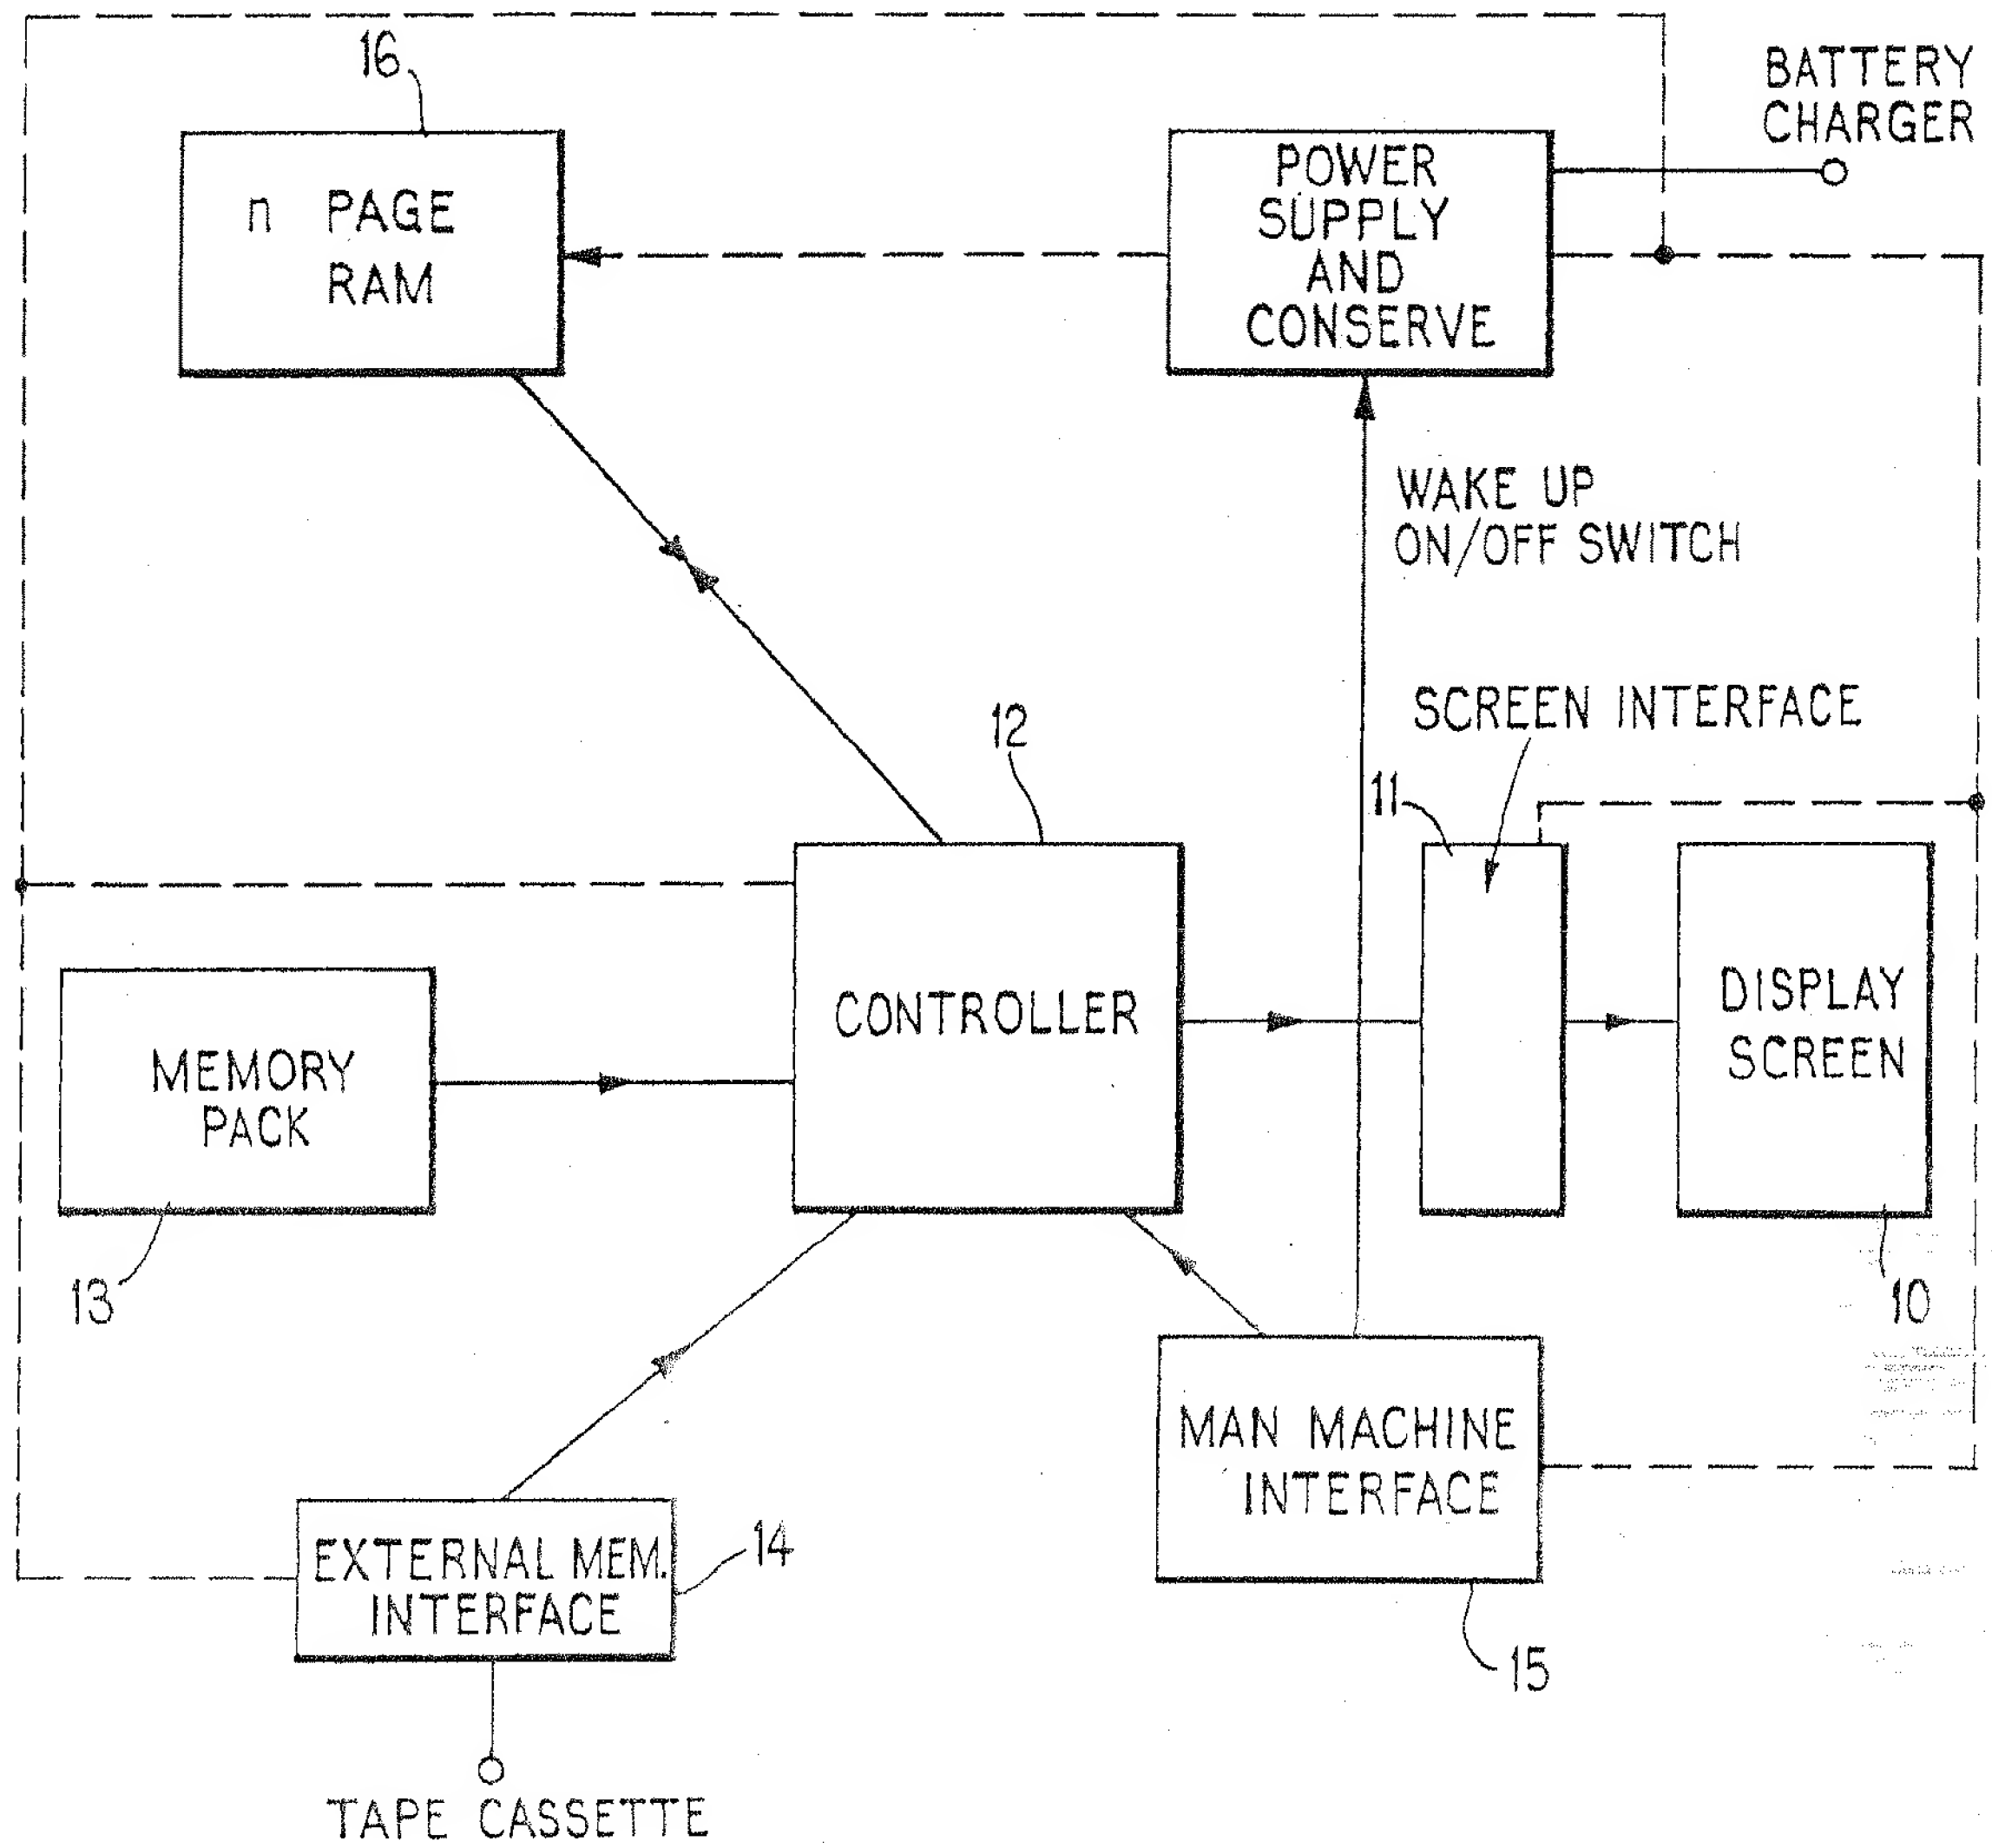 16
n PAGE
RAM
POWER
SUPPLY
AND
CONSERVE
BATTERY
CHARGER
WAKE UP
ON/OFF SWITCH
SCREEN INTERFACE
12
11
CONTROLLER
DISPLAY
SCREEN
MEMORY
PACK
13
10
MAN MACHINE
INTERFACE
EXTERNAL MEM.
INTERFACE
14
15
TAPE CASSETTE